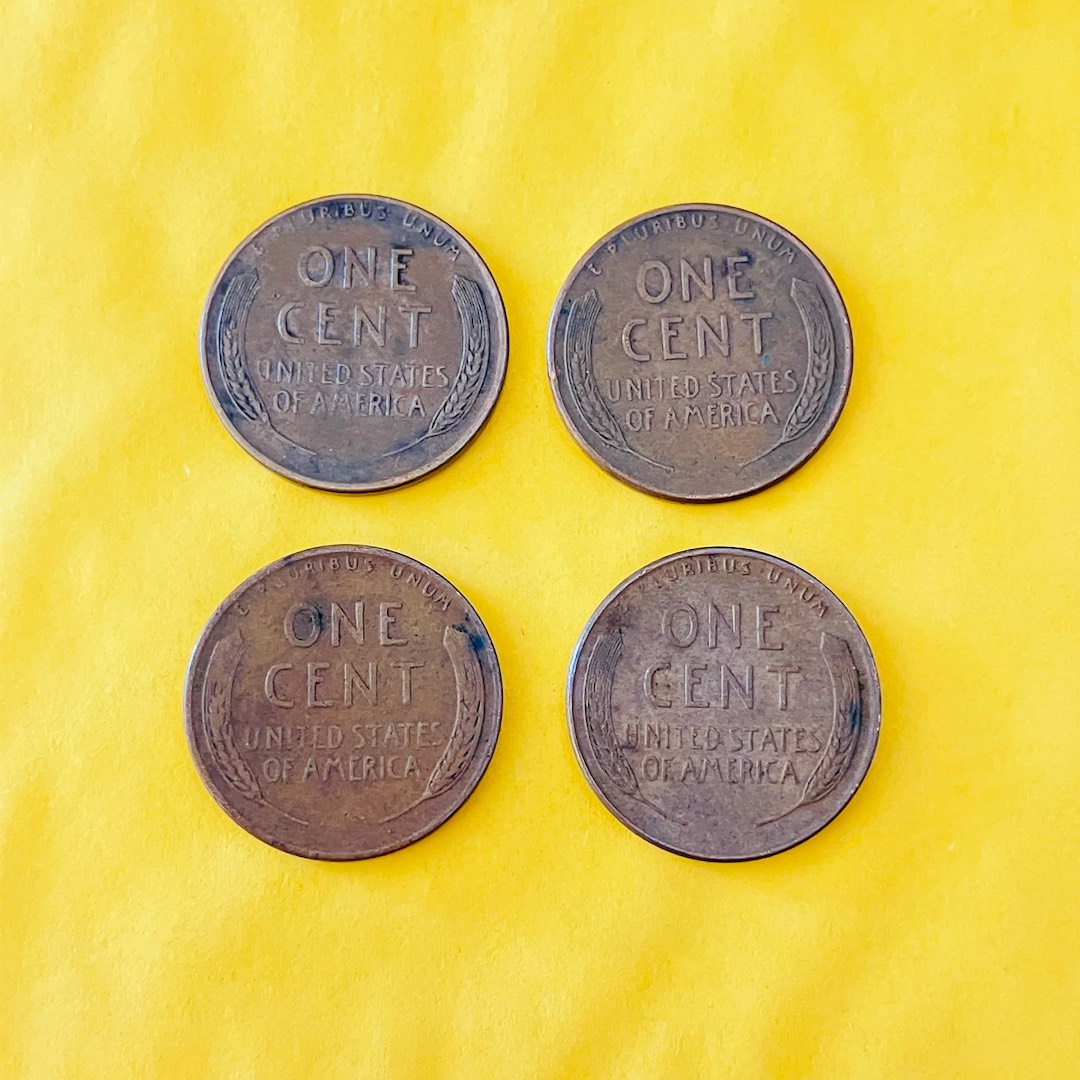 E PLURIBUS UNUM
ONE
CENT
UNITED STATES
OF AMERICA
E PLURIBUS UNUM
ONE
CENT
UNITED STATES
OF AMERICA
E PLURIBUS UNUM
ONE
CENT
UNITED STATES
OF AMERICA
E PLURIBUS UNUM
ONE
CENT
UNITED STATES
OF AMERICA